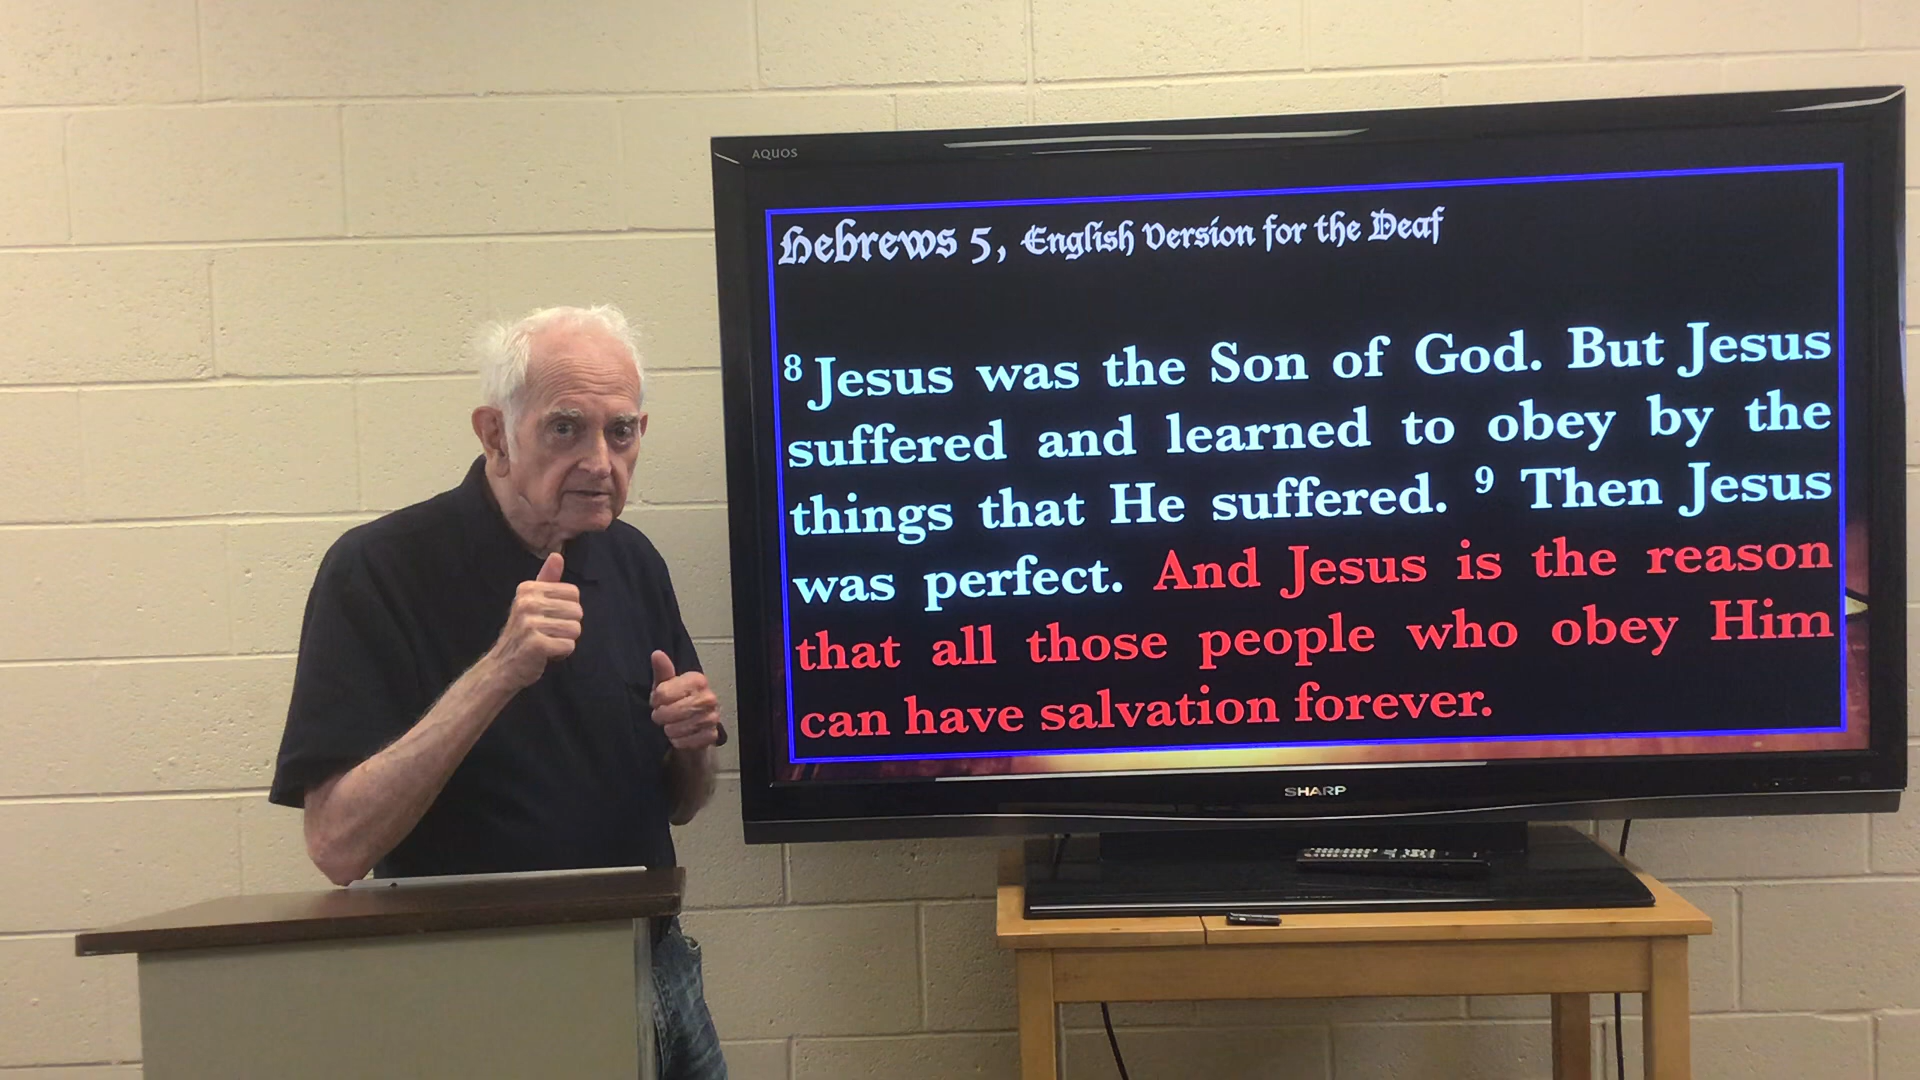 AQUOS
Hebrews 5, English Version for the Deaf
8 Jesus was the Son of God. But Jesus
suffered and learned to obey by the
things that He suffered. 9 Then Jesus
was perfect. And Jesus is the reason
that all those people who obey Him
can have salvation forever.
SHARP